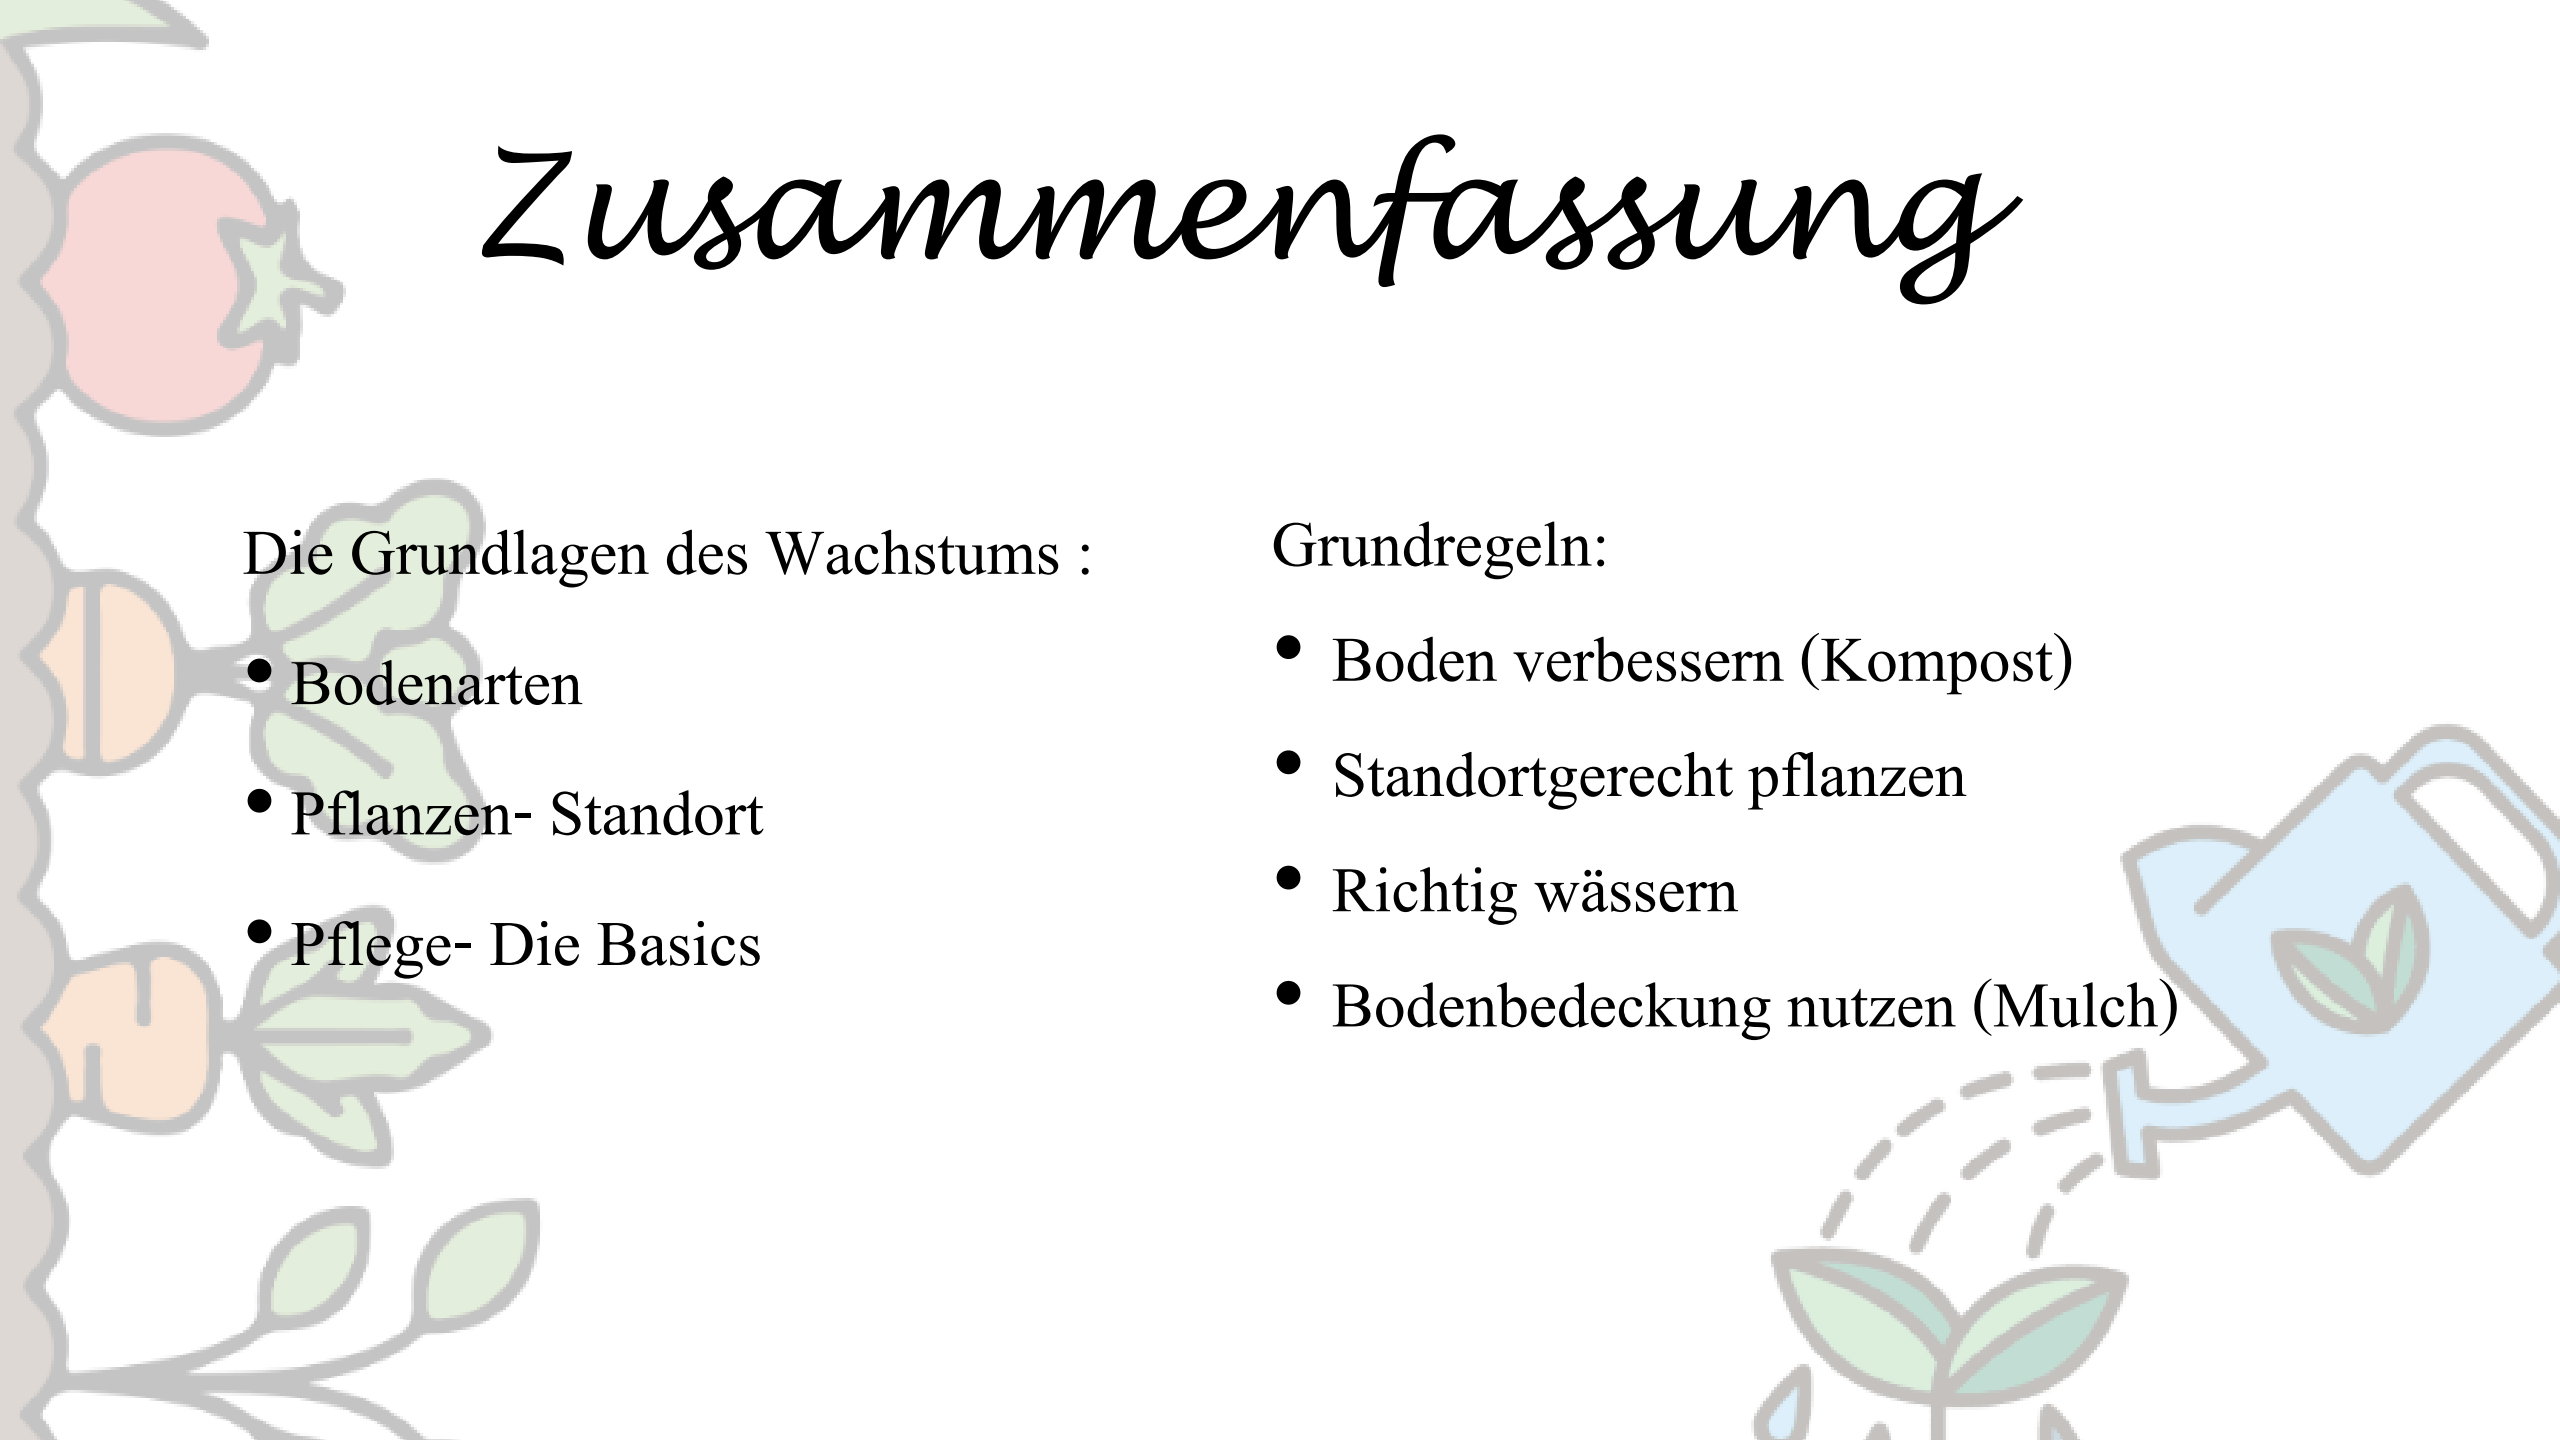 Zusammenfassung
Die Grundlagen des Wachstums :
• Bodenarten
• Pflanzen- Standort
• Pflege- Die Basics
Grundregeln:
• Boden verbessern (Kompost)
• Standortgerecht pflanzen
• Richtig wässern
• Bodenbedeckung nutzen (Mulch)